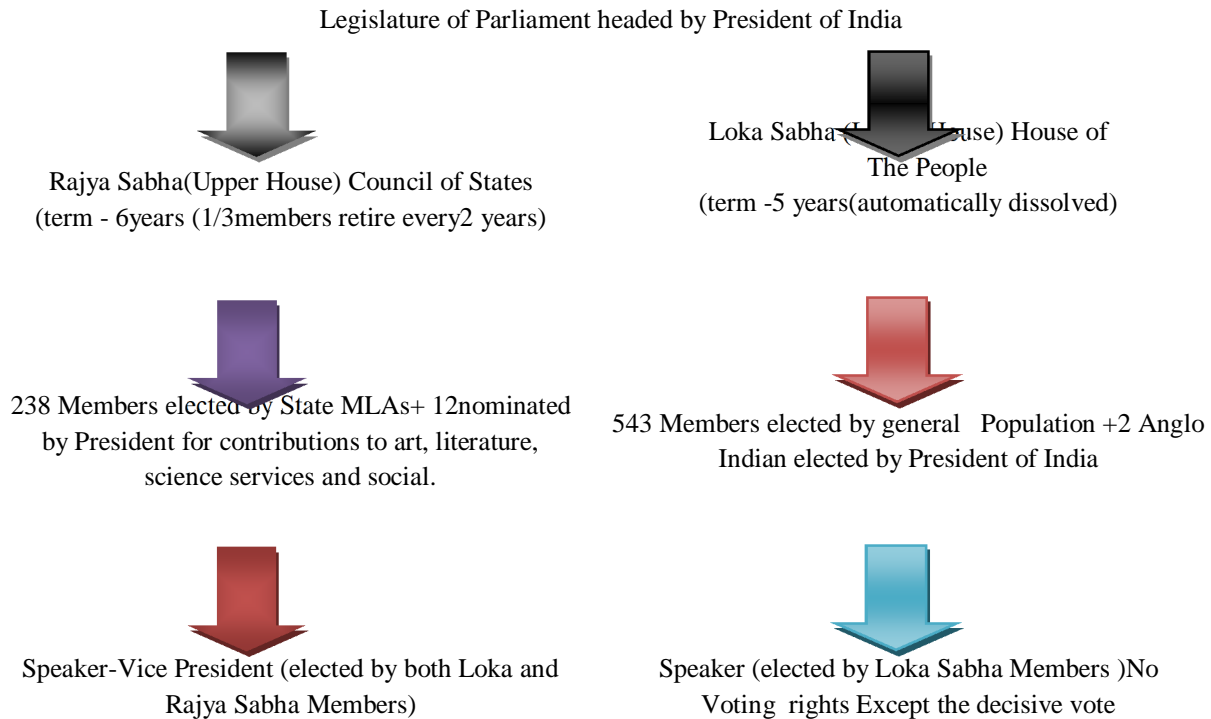 Legislature of Parliament headed by President of India
Rajya Sabha(Upper House) Council of States
(term - 6years (1/3members retire every2 years)
Loka Sabha ( House) House of
The People
(term -5 years(automatically dissolved)
238 Members elected by State MLAs+ 12nominated
by President for contributions to art, literature,
science services and social.
543 Members elected by general Population +2 Anglo
Indian elected by President of India
Speaker-Vice President (elected by both Loka and
Rajya Sabha Members)
Speaker (elected by Loka Sabha Members )No
Voting rights Except the decisive vote